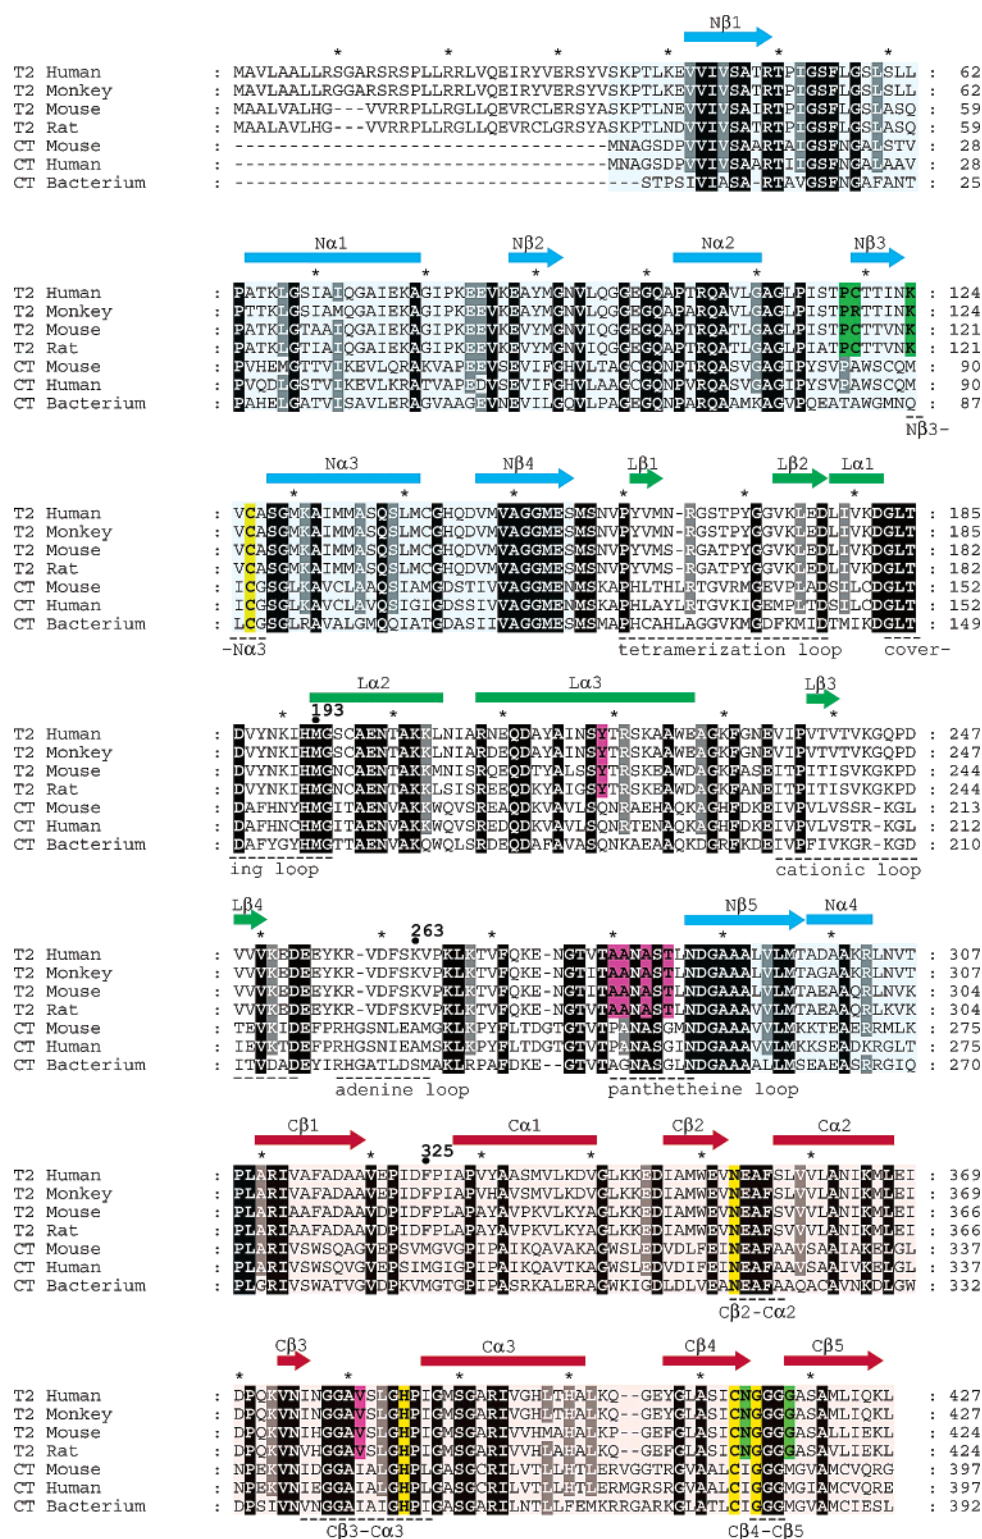 Nβ1
* * * * * *
T2 Human : MAVLAALLRSGARSRSPLLRRLVQEIRYVERSYVSKPTLKEVVIVSATRTPIGSFLGSLSLL : 62
T2 Monkey : MAVLAALLRGGARSRSPLLRRLVQEIRYVERSYVSKPTLKEVVIVSAIRTPIGSFLGSLSLL : 62
T2 Mouse : MAALVALHG---VVRRPLLRGLLQEVRCLERSYASKPTLNDVVIVSATRTPIGSFLGSLASQ : 59
T2 Rat : MAALAVLHG---VVRRPLLRGLLQEVRCLGRSYASKPTLNDVVIVSATRTPIGSFLGSLASQ : 59
CT Mouse : ----------------------------------MNAGSDPVVIVSAARTAIGSFNGALSTV : 28
CT Human : ----------------------------------MNAGSDPVVIVSAARTIIGSFNGALAAV : 28
CT Bacterium : -------------------------------------STPSIVIASA-RTAVGSFNGAFANT : 25
Nα1 Nβ2 Nα2 Nβ3
* * * * * *
T2 Human : PATKLGSIAIQGAIEKAGIPKEEVKEAYMGNVLQGGEGQAPTRQAVLGAGLPISTPCTTINK : 124
T2 Monkey : PTTKLGSIAMQGAIEKAGIPKEEVKEAYMGNVLQGGEGQAPARQAVLGAGLPISTPRTTINK : 124
T2 Mouse : PATKLGTAAIQGAIEKAGIPKEEVKEVYMGNVIQGGEGQAPTRQATLGAGLPISTPCTTVNK : 121
T2 Rat : PATKLGTIAIQGAIEKAGIPKEEVKEVYMGNVIQGGEGQAPTRQATLGAGLPIATPCTTVNK : 121
CT Mouse : PVHEMGTTVIKEVLQRAKVAPEEVSEVIFGHVLTAGCGQNPTRQASVGAGIPYSVPAWSCQM : 90
CT Human : PVQDLGSTVIKEVLKRATVAPEDVSEVIFGHVLAAGCGQNPVRQASVGAGIPYSVPAWSCQM : 90
CT Bacterium : PAHELGATVISAVLERAGVAAGEVNEVILGQVLPAGEGQNPARQAAMKAGVPQEATAWGMNQ : 87
Nβ3-
Nα3 Nβ4 Lβ1 Lβ2 Lα1
* * * * * *
T2 Human : VCASGMKAIMMASQSLMCGHQDVMVAGGMESMSNVPYVMN-RGSTPYGGVKLEDLIVKDGLT : 185
T2 Monkey : VCASGMKAIMMASQSLMCGHQDVMVAGGMESMSNVPYVMN-RGSTPYGGVKLEDLIVKDGLT : 185
T2 Mouse : VCASGMKAIMMASQSLMCGHQDVMVAGGMESMSNVPYVMS-RGATPYGGVKLEDLIVKDGLT : 182
T2 Rat : VCASGMKAIMMASQSLMCGHQDVMVAGGMESMSNVPYVMS-RGATPYGGVKLEDLIVKDGLT : 182
CT Mouse : ICGSGLKAVCLAAQSIAMGDSTIVVAGGMENMSKAPHLTHLRTGVRMGEVPLADSILCDGLT : 152
CT Human : ICGSGLKAVCLAVQSIGIGDSSIVVAGGMENMSKAPHLAYLRTGVKIGEMPLTDSILCDGLT : 152
CT Bacterium : LCGSGLRAVALGMQQIATGDASIIVAGGMESMSMAPHCAHLAGGVKMGDFKMIDTMIKDGLT : 149
-Nα3 tetramerization loop cover-
Lα2 Lα3 Lβ3
* 193 * * * * *
T2 Human : DVYNKIHMGSCAENTAKKLNIARNEQDAYAINSYTRSKAAWEAGKFGNEVIPVTVTVKGQPD : 247
T2 Monkey : DVYNKIHMGNCAENTAKKLNIARDEQDAYAINSYTRSKAAWEAGKFGNEVIPVTVTVKGQPD : 247
T2 Mouse : DVYNKIHMGNCAENTAKKMNISRQEQDTYALSSYTRSKEAWDAGKFASEITPITISVKGKPD : 244
T2 Rat : DVYNKIHMGNCAENTAKKLSISREEQDKYAIGSYTRSKEAWDAGKFANEITPITISVKGKPD : 244
CT Mouse : DAFHNYHMGITAENVAKKWQVSREAQDKVAVLSQNRAEHAQKAGHFDKEIVPVLVSSR-KGL : 213
CT Human : DAFHNCHMGITAENVAKKWQVSREDQDKVAVLSQNRTENAQKAGHFDKEIVPVLVSTR-KGL : 212
CT Bacterium : DAFYGYHMGTTAENVAKQWQLSRDEQDAFAVASQNKAEAAQKDGRFKDEIVPFIVKGR-KGD : 210
ing loop cationic loop
Lβ4 Nβ5 Nα4
* * 263 * * * *
T2 Human : VVVKEDEEYKR-VDFSKVPKLKTVFQKE-NGTVTAANASTLNDGAAALVLMTADAAKRLNVT : 307
T2 Monkey : VVVKEDEEYKR-VDFSKVPKLKTVFQKE-NGTVTAANASTLNDGAAALVLMTAGAAKRLNVT : 307
T2 Mouse : VVVKEDEEYKR-VDFSKVPKLKTVFQKE-NGTITAANASTLNDGAAALVLMTAEAAQRLNVK : 304
T2 Rat : VVVKEDEEYKR-VDFSKVPKLKTVFQKE-NGTVTAANASTLNDGAAALVLMTAEAAQRLKVK : 304
CT Mouse : TEVKIDEFPRHGSNLEAMGKLKPYFLTDGTGTVTPANASGMNDGAAAVVLMKKTEAERRMLK : 275
CT Human : IEVKTDEFPRHGSNIEAMSKLKPYFLTDGTGTVTPANASGINDGAAAVVLMKKSEADKRGLT : 275
CT Bacterium : ITVDADEYIRHGATLDSMAKLRPAFDKE--GTVTAGNASGLNDGAAAALLMSEAEASRRGIQ : 270
adenine loop panthetheine loop
Cβ1 Cα1 Cβ2 Cα2
* * 325 * * * *
T2 Human : PLARIVAFADAAVEPIDFPIAPVYAASMVLKDVGLKKEDIAMWEVNEAFSLVVLANIKMLEI : 369
T2 Monkey : PLARIVAFADAAVEPIDFPIAPVHAVSMVLKDVGLKKEDIAMWEVNEAFSLVVLANIKMLEI : 369
T2 Mouse : PLARIAAFADAAVDPIDFPLAPAYAVPKVLKYAGLKKEDIAMWEVNEAFSVVVLANIKMLEI : 366
T2 Rat : PLARIAAFADAAVDPIDFPLAPAYAVPKVLKYAGLKKEDIAMWEVNEAFSVVVLANIKMLEI : 366
CT Mouse : PLARIVSWSQAGVEPSVMGVGPIPAIKQAVAKAGWSLEDVDLFEINEAFAAVSAAIAKELGL : 337
CT Human : PLARIVSWSQVGVEPSIMGIGPIPAIKQAVTKAGWSLEDVDIFEINEAFAAVSAAIVKELGL : 337
CT Bacterium : PLGRIVSWATVGVDPKVMGTGPIPASRKALERAGWKIGDLDLVEANEAFAAQACAVNKDLGW : 332
Cβ2-Cα2
Cβ3 Cα3 Cβ4 Cβ5
* * * * * *
T2 Human : DPQKVNINGGAVSLGHPIGMSGARIVGHLTHALKQ--GEYGLASICNGGGGASAMLIQKL : 427
T2 Monkey : DPQKVNINGGAVSLGHPIGMSGARIVGHLTHALKQ--GEYGLASICNGGGGASAMLIQKL : 427
T2 Mouse : DPQKVNIHGGAVSLGHPIGMSGARIVVHMAHALKP--GEFGLASICNGGGGASALLIEKL : 424
T2 Rat : DPQKVNVHGGAVSLGHPIGMSGARIVVHLAHALKQ--GEFGLASICNGGGGASAVLIEKL : 424
CT Mouse : NPEKVNIDGGAIALGHPLGASGCRILVTLLHTLERVGGTRGVAALCIGGGMGVAMCVQRG : 397
CT Human : NPEKVNIEGGAIALGHPLGASGCRILVTLLHTLERMGRSRGVAALCIGGGMGIAMCVQRE : 397
CT Bacterium : DPSIVNVNGGAIAIGHPIGASGARILNTLLFEMKRRGARKGLATLCIGGGMGVAMCIESL : 392
Cβ3-Cα3 Cβ4-Cβ5